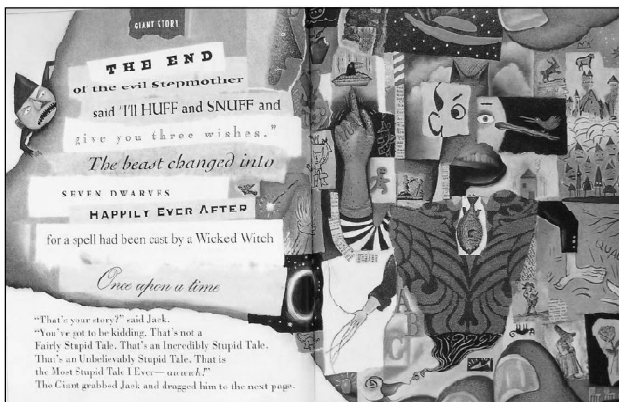 GIANT STORY
THE END
of the evil Stepmother
said "I'll HUFF and SNUFF and
give you three wishes."
The beast changed into
SEVEN DWARVES
HAPPILY EVER AFTER
for a spell had been cast by a Wicked Witch
Once upon a time
"That's your story?" said Jack.
"You've got to be kidding. That's not a
Fairly Stupid Tale. That's an Incredibly Stupid Tale.
That's an Unbelievably Stupid Tale. That is
the Most Stupid Tale I Ever—
The Giant grabbed Jack and dragged him to the next page.
A
B
C